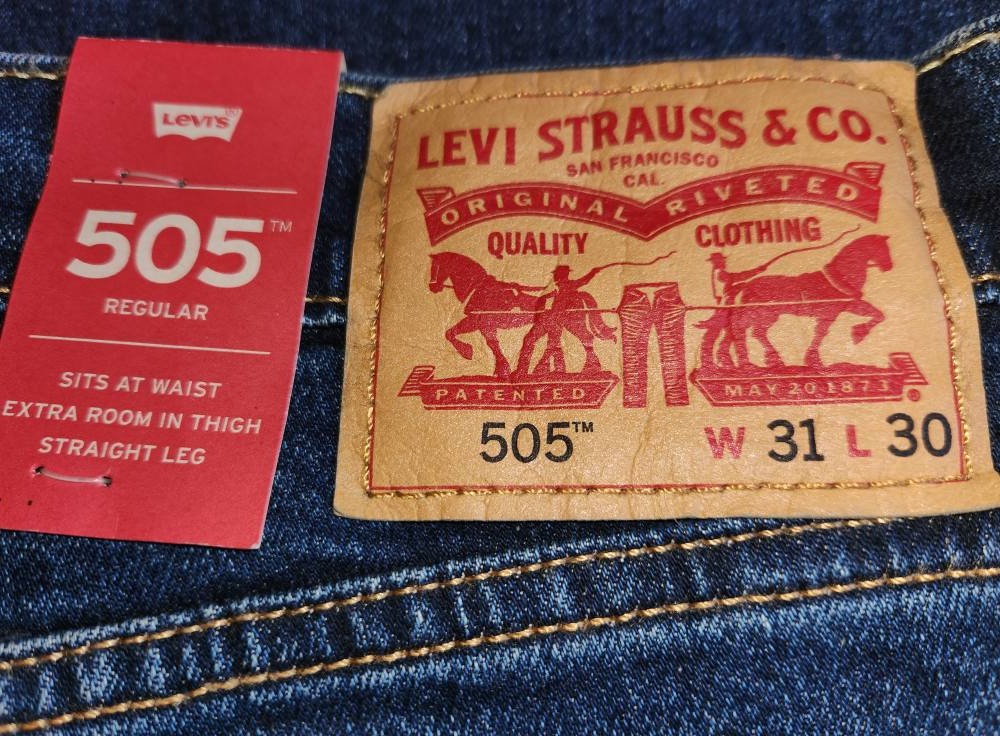 LEVI'S
505™
REGULAR
SITS AT WAIST
EXTRA ROOM IN THIGH
STRAIGHT LEG
LEVI STRAUSS & CO.
SAN FRANCISCO
CAL.
ORIGINAL RIVETED
QUALITY CLOTHING
PATENTED MAY 20 1873 ®
505™ W 31 L 30